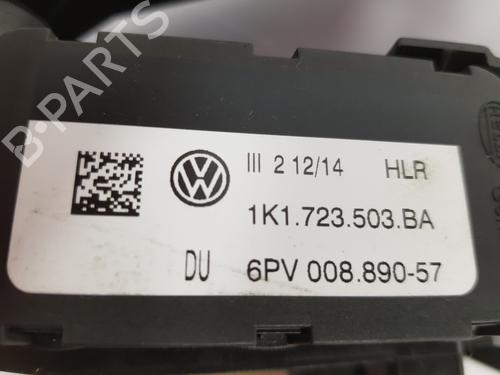 III 2 12/14 HLR
1K1.723.503.BA
DU 6PV 008.890-57
B-PARTS